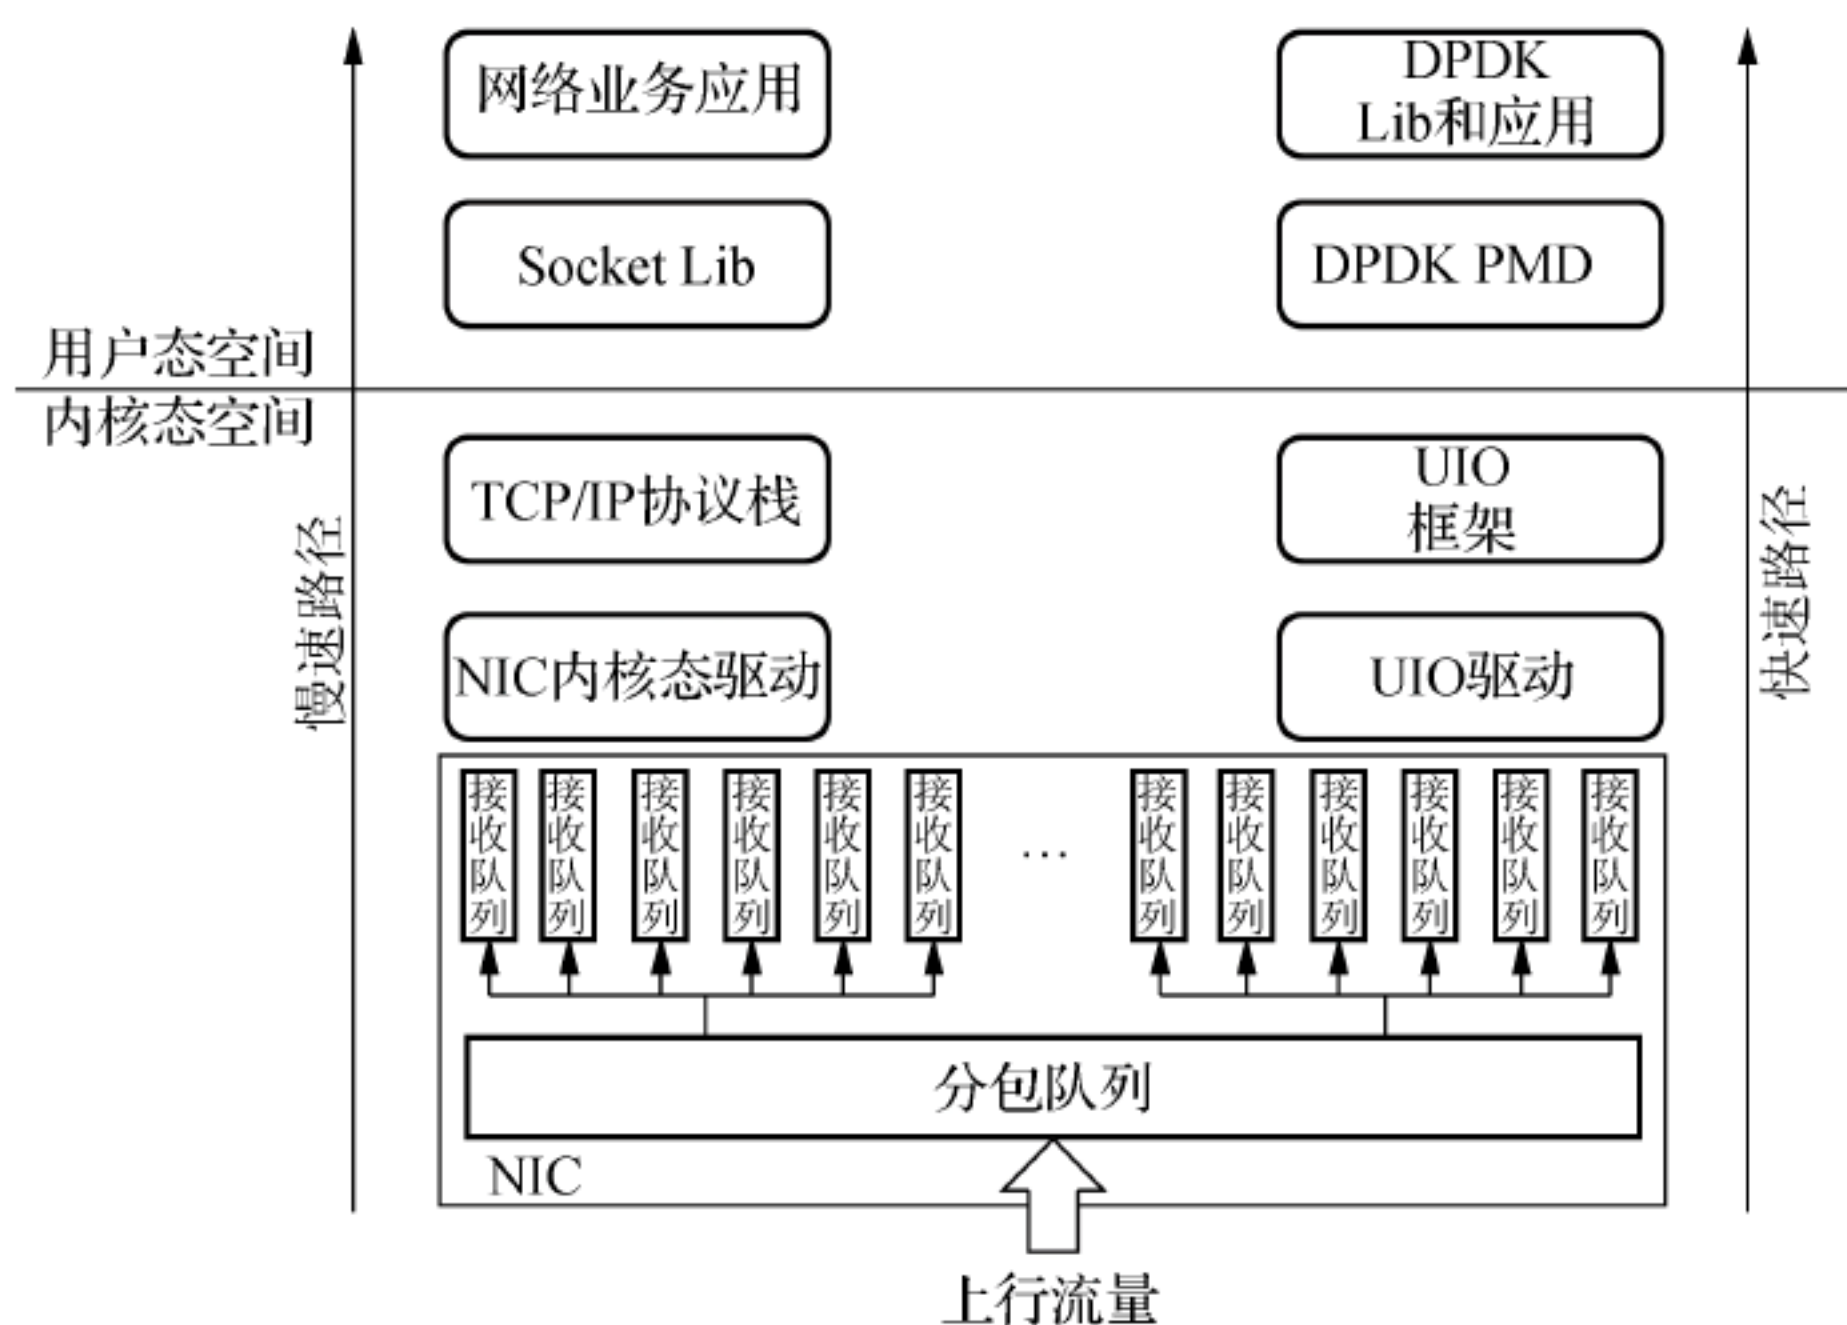 网络业务应用
DPDK
Lib和应用
Socket Lib
DPDK PMD
用户态空间
内核态空间
TCP/IP协议栈
UIO
框架
慢速路径
快速路径
NIC内核态驱动
UIO驱动
接收队列
接收队列
接收队列
接收队列
接收队列
接收队列
…
接收队列
接收队列
接收队列
接收队列
接收队列
接收队列
分包队列
NIC
上行流量